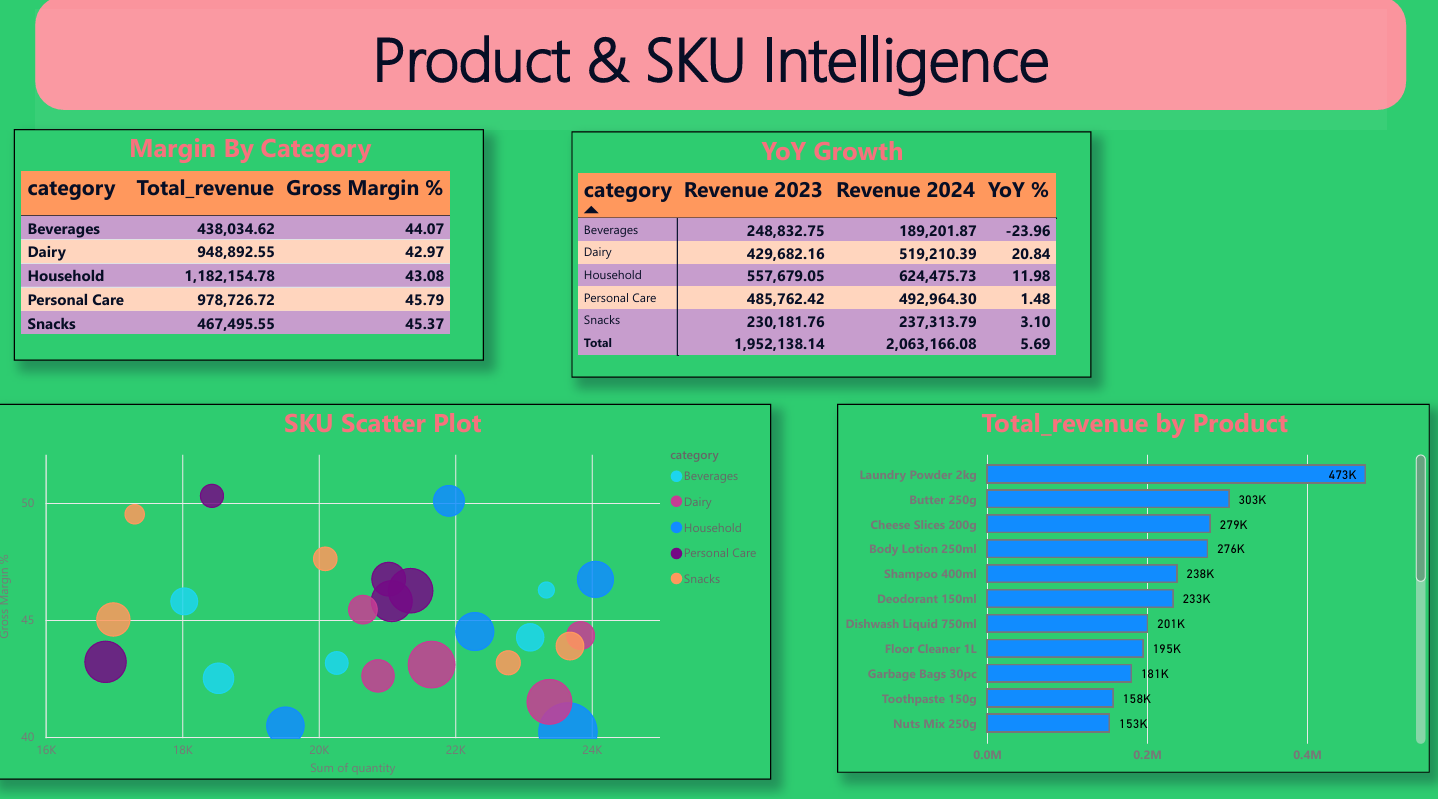 Product & SKU Intelligence
Margin By Category
category Total_revenue Gross Margin %
Beverages 438,034.62 44.07
Dairy 948,892.55 42.97
Household 1,182,154.78 43.08
Personal Care 978,726.72 45.79
Snacks 467,495.55 45.37
YoY Growth
category Revenue 2023 Revenue 2024 YoY %
Beverages 248,832.75 189,201.87 -23.96
Dairy 429,682.16 519,210.39 20.84
Household 557,679.05 624,475.73 11.98
Personal Care 485,762.42 492,964.30 1.48
Snacks 230,181.76 237,313.79 3.10
Total 1,952,138.14 2,063,166.08 5.69
SKU Scatter Plot
category
Beverages
Dairy
Household
Personal Care
Snacks
Gross Margin %
50
45
40
16K 18K 20K 22K 24K
Sum of quantity
Total_revenue by Product
Laundry Powder 2kg 473K
Butter 250g 303K
Cheese Slices 200g 279K
Body Lotion 250ml 276K
Shampoo 400ml 238K
Deodorant 150ml 233K
Dishwash Liquid 750ml 201K
Floor Cleaner 1L 195K
Garbage Bags 30pc 181K
Toothpaste 150g 158K
Nuts Mix 250g 153K
0.0M 0.2M 0.4M